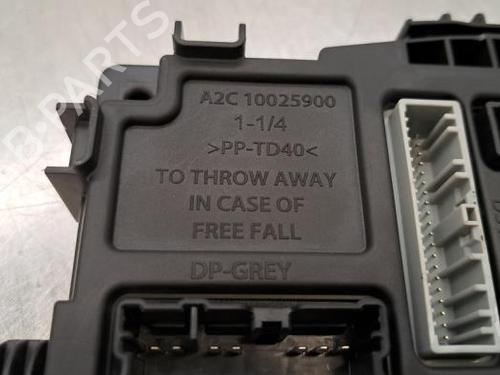 A2C 10025900
1-1/4
>PP-TD40<
TO THROW AWAY
IN CASE OF
FREE FALL
DP-GREY
B-PARTS